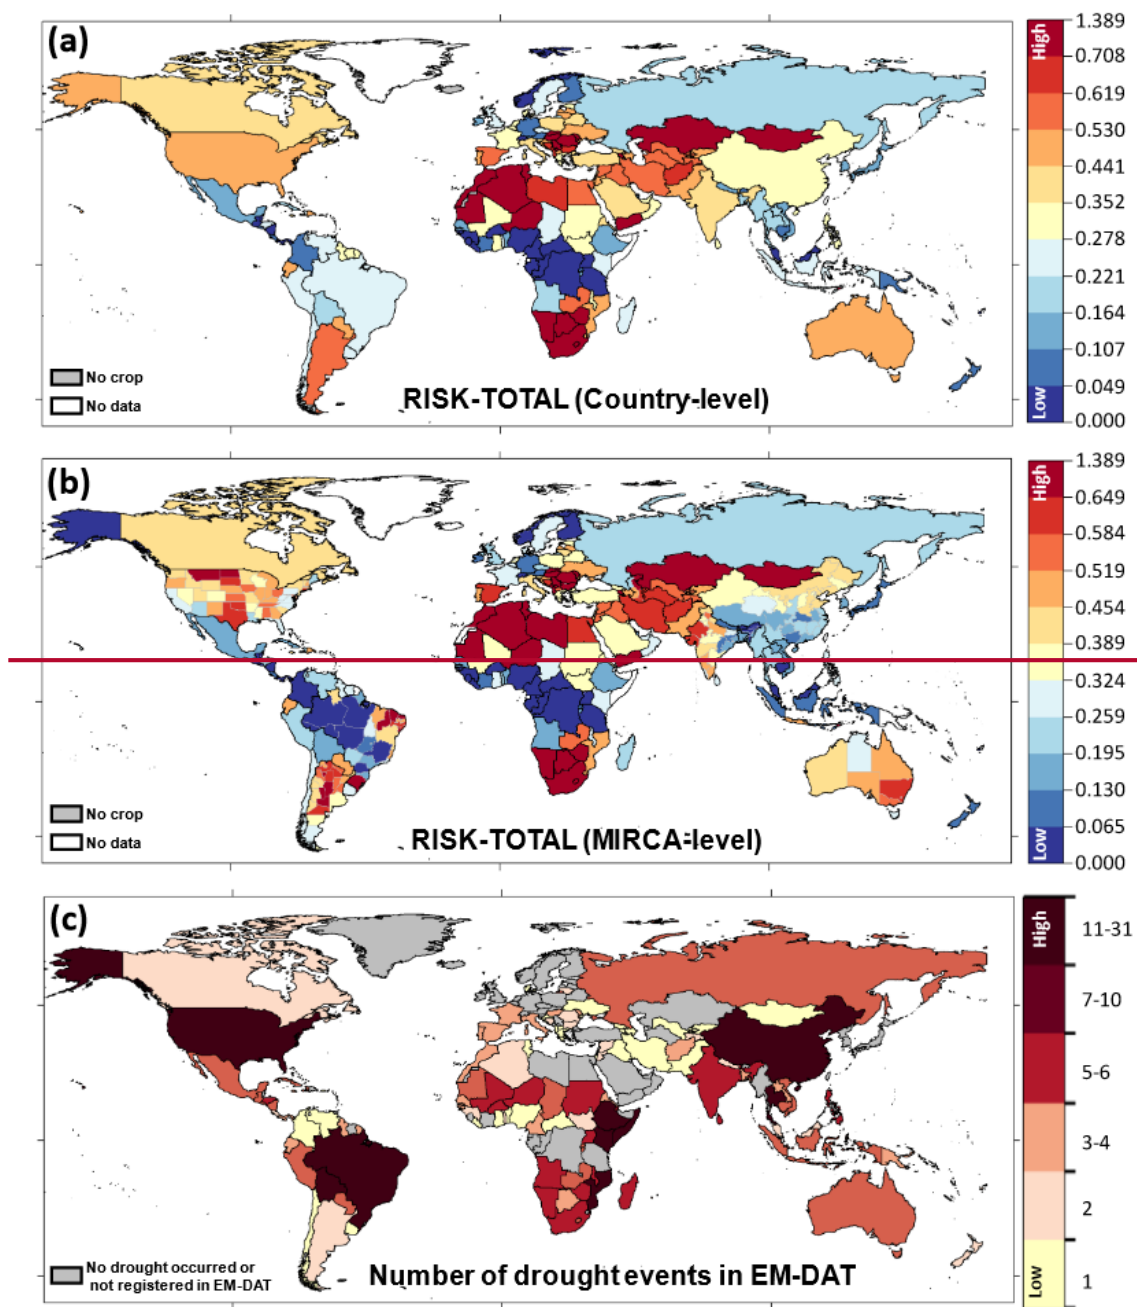 (a)
No crop
No data
RISK-TOTAL (Country-level)
High
Low
1.389
0.708
0.619
0.530
0.441
0.352
0.278
0.221
0.164
0.107
0.049
0.000
(b)
No crop
No data
RISK-TOTAL (MIRCA-level)
High
Low
1.389
0.649
0.584
0.519
0.454
0.389
0.324
0.259
0.195
0.130
0.065
0.000
(c)
No drought occurred or
not registered in EM-DAT
Number of drought events in EM-DAT
High
Low
11-31
7-10
5-6
3-4
2
1